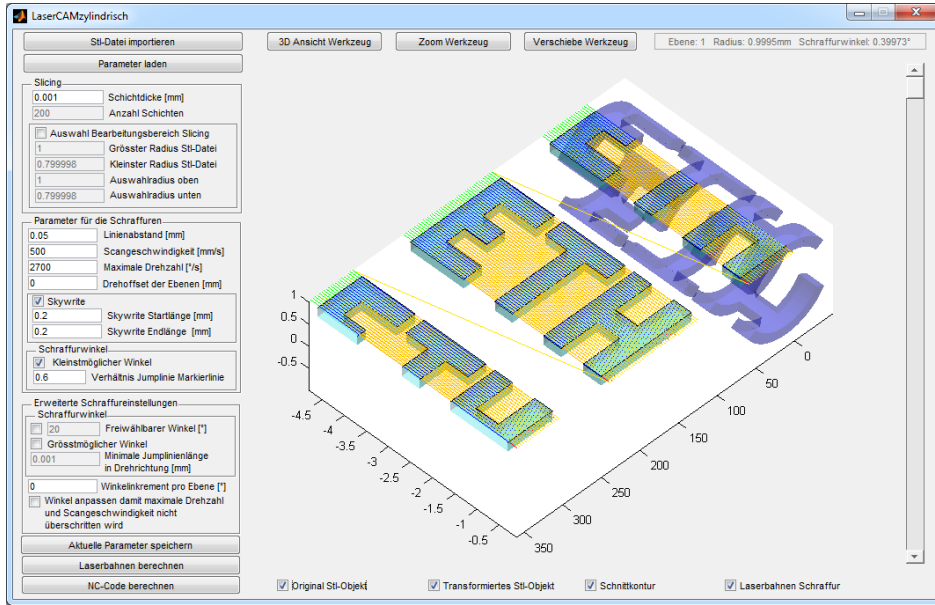 LaserCAMzylindrisch
Stl-Datei importieren
Parameter laden
3D Ansicht Werkzeug
Zoom Werkzeug
Verschiebe Werkzeug
Ebene: 1 Radius: 0.9995mm Schraffurwinkel: 0.39973°
Slicing
0.001 Schichtdicke [mm]
200 Anzahl Schichten
Auswahl Bearbeitungsbereich Slicing
1 Grösster Radius Stl-Datei
0.799998 Kleinster Radius Stl-Datei
1 Auswahlradius oben
0.799998 Auswahlradius unten
Parameter für die Schraffuren
0.05 Linienabstand [mm]
500 Scangeschwindigkeit [mm/s]
2700 Maximale Drehzahl [°/s]
0 Drehoffset der Ebenen [mm]
Skywrite
0.2 Skywrite Startlänge [mm]
0.2 Skywrite Endlänge [mm]
Schraffurwinkel
Kleinstmöglicher Winkel
0.6 Verhältnis Jumplinie Markierlinie
Erweiterte Schraffureinstellungen
Schraffurwinkel
20 Freiwählbarer Winkel [°]
Grösstmöglicher Winkel
0.001 Minimale Jumplinienlänge
in Drehrichtung [mm]
0 Winkelinkrement pro Ebene [°]
Winkel anpassen damit maximale Drehzahl
und Scangeschwindigkeit nicht
überschritten wird
Aktuelle Parameter speichern
Laserbahnen berechnen
NC-Code berechnen
1
0.5
0
-0.5
-4.5
-4
-3.5
-3
-2.5
-2
-1.5
-1
-0.5
0
50
100
150
200
250
300
350
Original Stl-Objekt
Transformiertes Stl-Objekt
Schnittkontur
Laserbahnen Schraffur